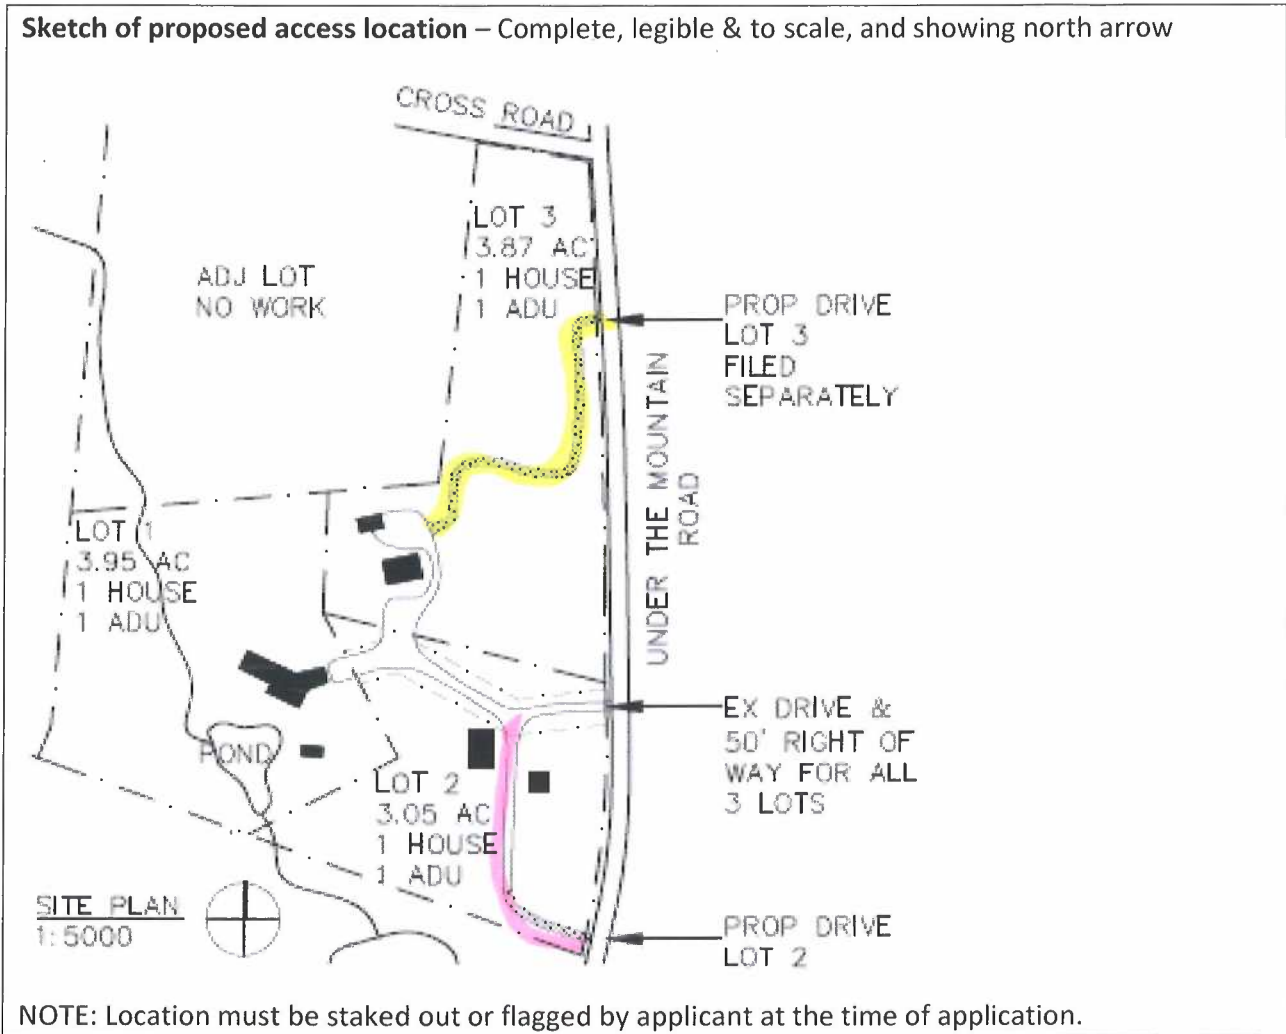 Sketch of proposed access location – Complete, legible & to scale, and showing north arrow
CROSS ROAD
LOT 3
3.87 AC
1 HOUSE
1 ADU
ADJ LOT
NO WORK
PROP DRIVE
LOT 3
FILED
SEPARATELY
UNDER THE MOUNTAIN
ROAD
LOT 1
3.95 AC
1 HOUSE
1 ADU
EX DRIVE &
50' RIGHT OF
WAY FOR ALL
3 LOTS
POND
LOT 2
3.05 AC
1 HOUSE
1 ADU
SITE PLAN
1:5000
PROP DRIVE
LOT 2
NOTE: Location must be staked out or flagged by applicant at the time of application.